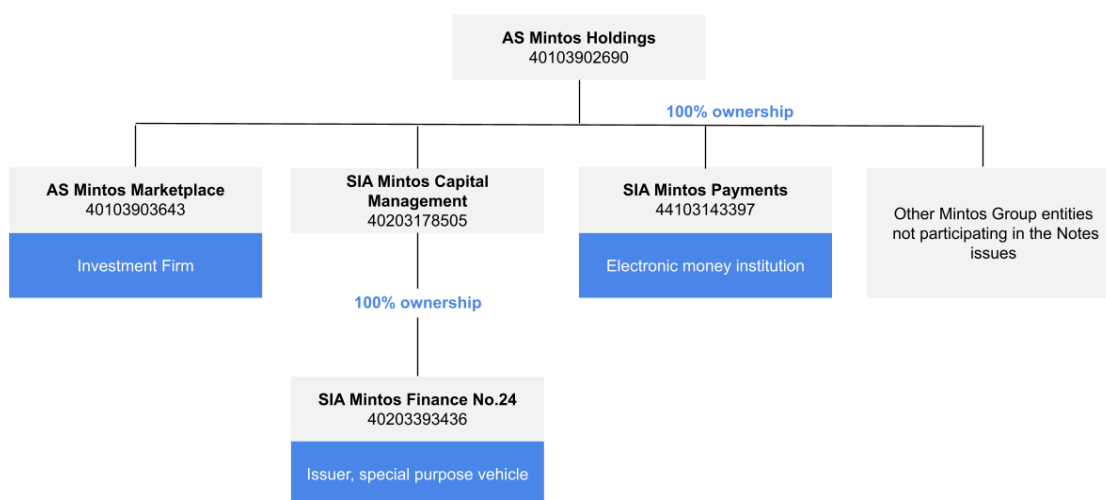 AS Mintos Holdings
40103902690
100% ownership
AS Mintos Marketplace
40103903643
Investment Firm
SIA Mintos Capital
Management
40203178505
SIA Mintos Payments
44103143397
Electronic money institution
Other Mintos Group entities
not participating in the Notes
issues
100% ownership
SIA Mintos Finance No.24
40203393436
Issuer, special purpose vehicle